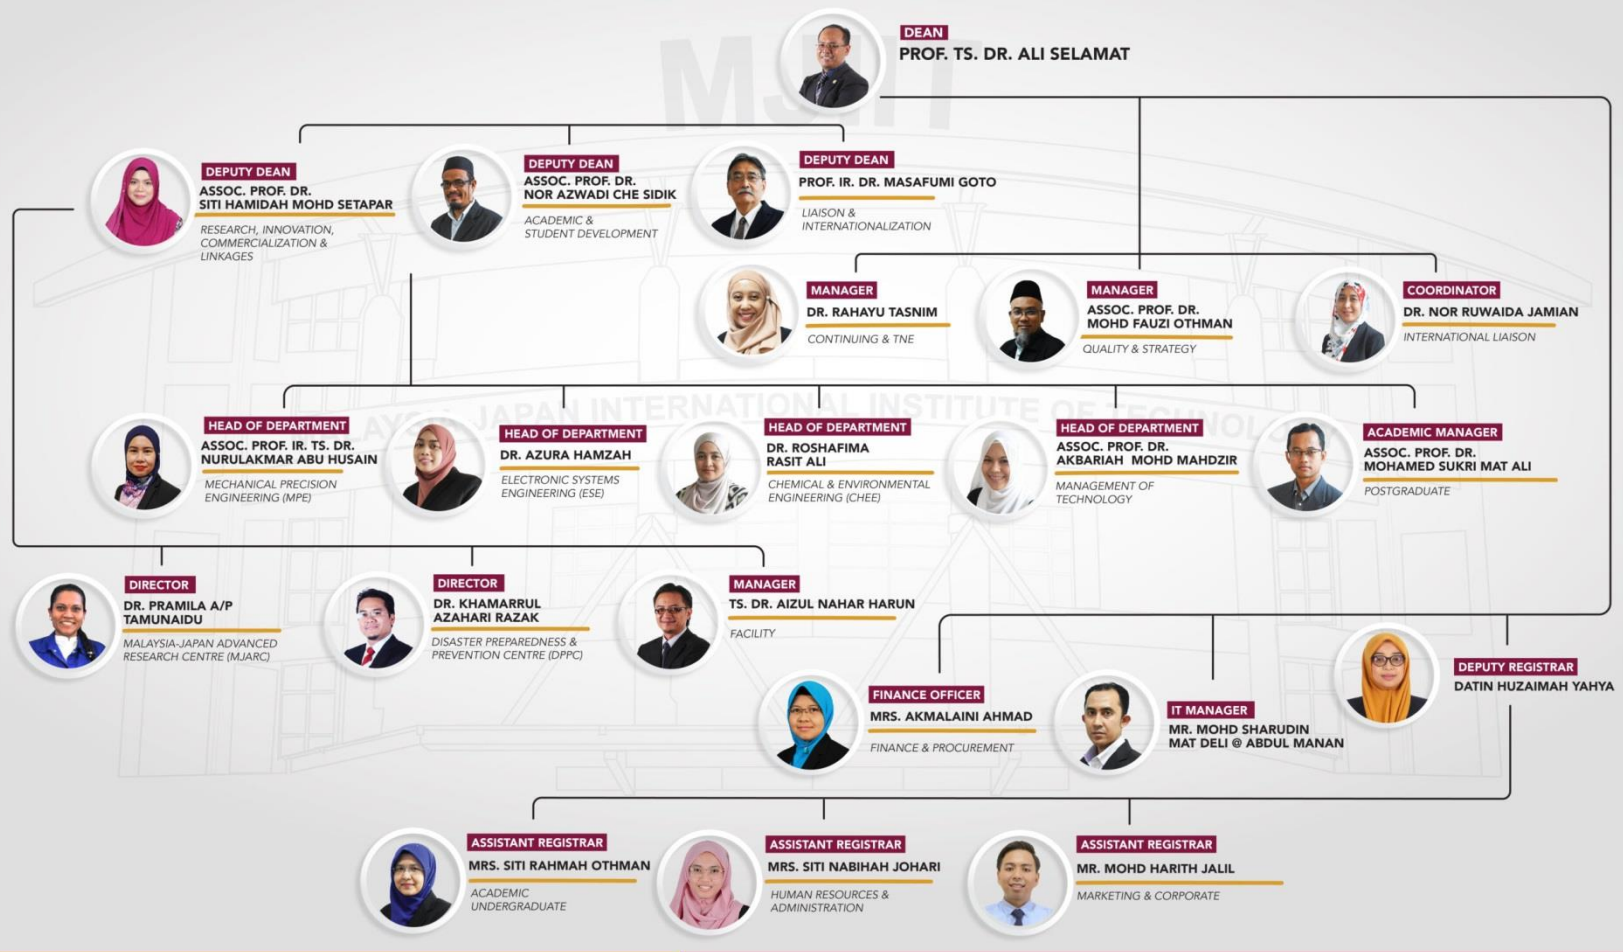 MJIIT
DEAN
PROF. TS. DR. ALI SELAMAT
DEPUTY DEAN
ASSOC. PROF. DR.
SITI HAMIDAH MOHD SETAPAR
RESEARCH, INNOVATION,
COMMERCIALIZATION &
LINKAGES
DEPUTY DEAN
ASSOC. PROF. DR.
NOR AZWADI CHE SIDIK
ACADEMIC &
STUDENT DEVELOPMENT
DEPUTY DEAN
PROF. IR. DR. MASAFUMI GOTO
LIAISON &
INTERNATIONALIZATION
MANAGER
DR. RAHAYU TASNIM
CONTINUING & TNE
MANAGER
ASSOC. PROF. DR.
MOHD FAUZI OTHMAN
QUALITY & STRATEGY
COORDINATOR
DR. NOR RUWAIDA JAMIAN
INTERNATIONAL LIAISON
AYSIA-JAPAN INTERNATIONAL INSTITUTE OF TECHNOLO
HEAD OF DEPARTMENT
ASSOC. PROF. IR. TS. DR.
NURULAKMAR ABU HUSAIN
MECHANICAL PRECISION
ENGINEERING (MPE)
HEAD OF DEPARTMENT
DR. AZURA HAMZAH
ELECTRONIC SYSTEMS
ENGINEERING (ESE)
HEAD OF DEPARTMENT
DR. ROSHAFIMA
RASIT ALI
CHEMICAL & ENVIRONMENTAL
ENGINEERING (CHEE)
HEAD OF DEPARTMENT
ASSOC. PROF. DR.
AKBARIAH MOHD MAHDZIR
MANAGEMENT OF
TECHNOLOGY
ACADEMIC MANAGER
ASSOC. PROF. DR.
MOHAMED SUKRI MAT ALI
POSTGRADUATE
DIRECTOR
DR. PRAMILA A/P
TAMUNAIDU
MALAYSIA-JAPAN ADVANCED
RESEARCH CENTRE (MJARC)
DIRECTOR
DR. KHAMARRUL
AZAHARI RAZAK
DISASTER PREPAREDNESS &
PREVENTION CENTRE (DPPC)
MANAGER
TS. DR. AIZUL NAHAR HARUN
FACILITY
FINANCE OFFICER
MRS. AKMALAINI AHMAD
FINANCE & PROCUREMENT
IT MANAGER
MR. MOHD SHARUDIN
MAT DELI @ ABDUL MANAN
DEPUTY REGISTRAR
DATIN HUZAIMAH YAHYA
ASSISTANT REGISTRAR
MRS. SITI RAHMAH OTHMAN
ACADEMIC
UNDERGRADUATE
ASSISTANT REGISTRAR
MRS. SITI NABIHAH JOHARI
HUMAN RESOURCES &
ADMINISTRATION
ASSISTANT REGISTRAR
MR. MOHD HARITH JALIL
MARKETING & CORPORATE